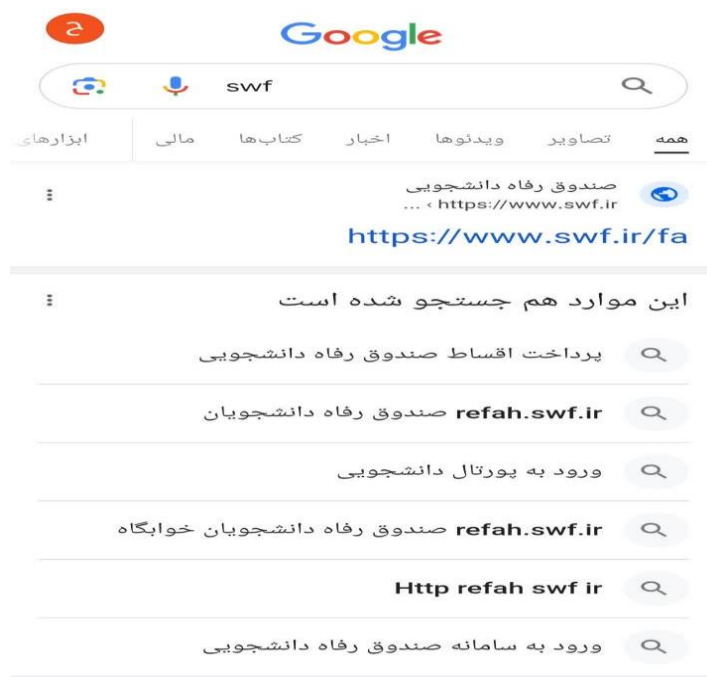 ح
Google
swf
همه تصاویر ویدئوها اخبار کتاب‌ها مالی ابزارهای
صندوق رفاه دانشجویی
https://www.swf.ir › ...
https://www.swf.ir/fa
این موارد هم جستجو شده است
پرداخت اقساط صندوق رفاه دانشجویی
refah.swf.ir صندوق رفاه دانشجویان
ورود به پورتال دانشجویی
refah.swf.ir صندوق رفاه دانشجویان خوابگاه
Http refah swf ir
ورود به سامانه صندوق رفاه دانشجویی